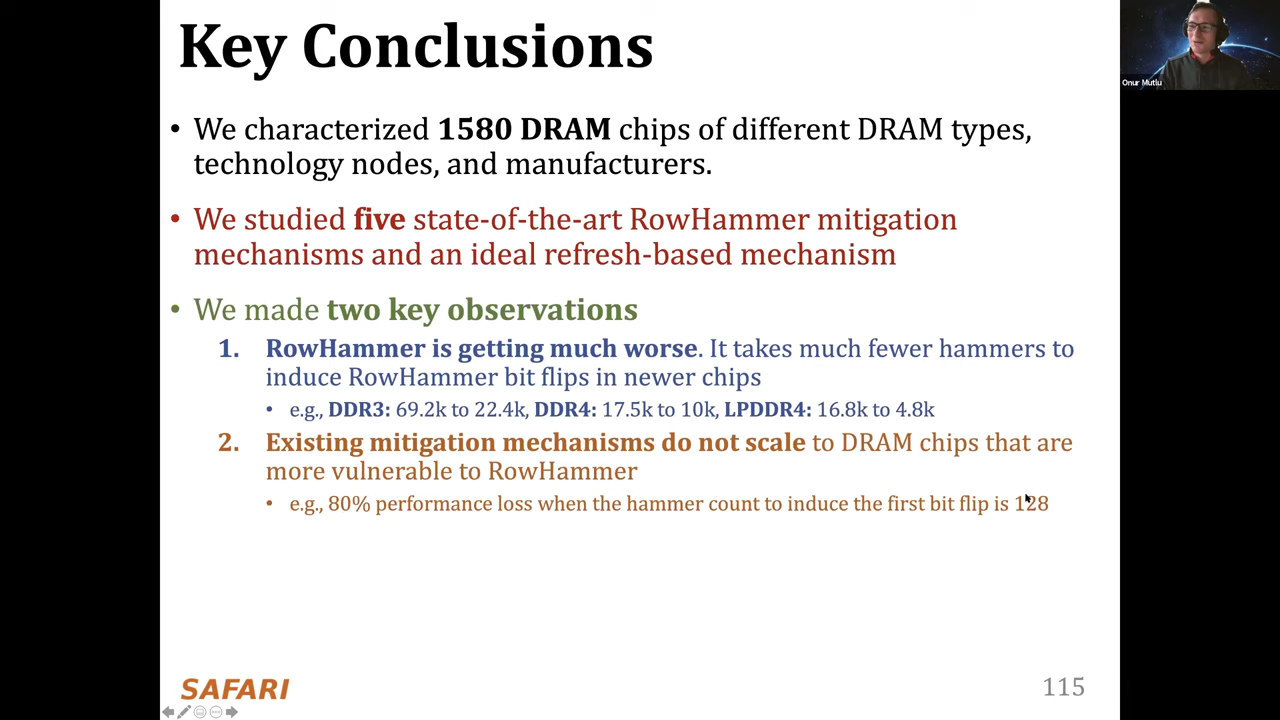 Key Conclusions
Onur Mutlu
• We characterized 1580 DRAM chips of different DRAM types,
technology nodes, and manufacturers.
• We studied five state-of-the-art RowHammer mitigation
mechanisms and an ideal refresh-based mechanism
• We made two key observations
1. RowHammer is getting much worse. It takes much fewer hammers to
induce RowHammer bit flips in newer chips
• e.g., DDR3: 69.2k to 22.4k, DDR4: 17.5k to 10k, LPDDR4: 16.8k to 4.8k
2. Existing mitigation mechanisms do not scale to DRAM chips that are
more vulnerable to RowHammer
• e.g., 80% performance loss when the hammer count to induce the first bit flip is 128
SAFARI
115